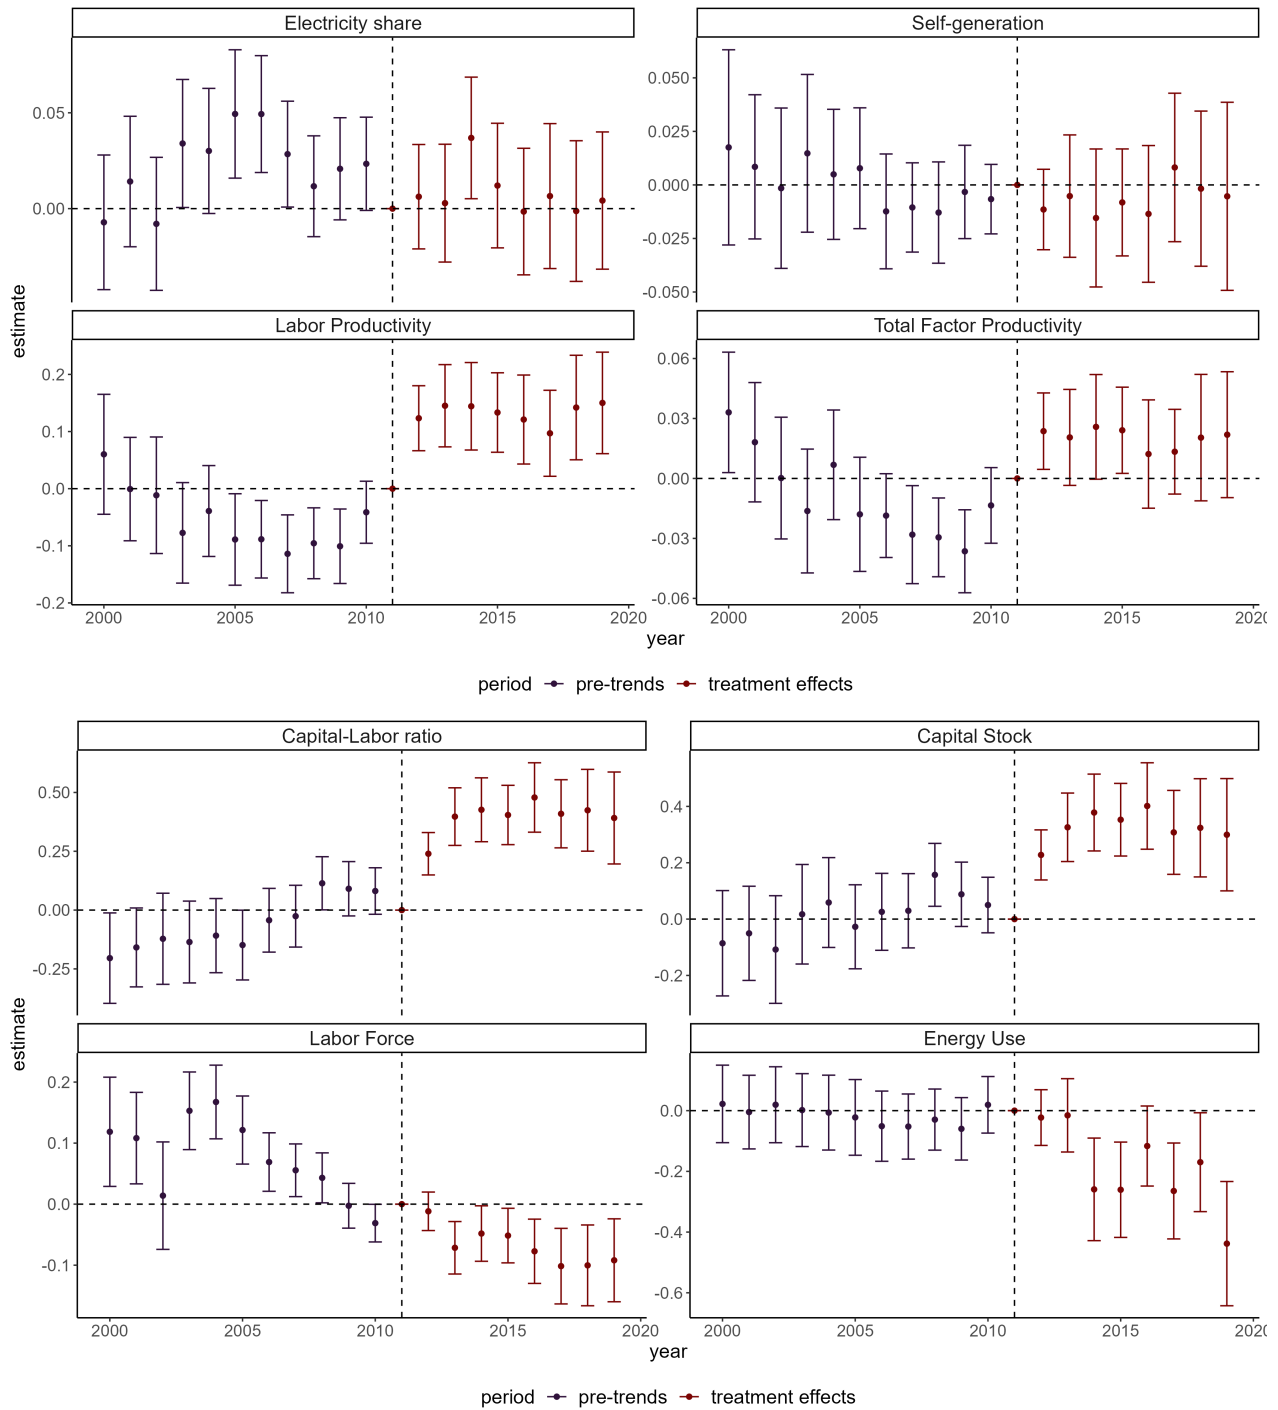 Electricity share
Self-generation
0.05
0.00
0.050
0.025
0.000
-0.025
-0.050
estimate
Labor Productivity
Total Factor Productivity
0.2
0.1
0.0
-0.1
-0.2
0.06
0.03
0.00
-0.03
-0.06
2000 2005 2010 2015 2020
2000 2005 2010 2015 2020
year
period pre-trends treatment effects
Capital-Labor ratio
Capital Stock
0.50
0.25
0.00
-0.25
0.4
0.2
0.0
-0.2
estimate
Labor Force
Energy Use
0.2
0.1
0.0
-0.1
0.0
-0.2
-0.4
-0.6
2000 2005 2010 2015 2020
2000 2005 2010 2015 2020
year
period pre-trends treatment effects